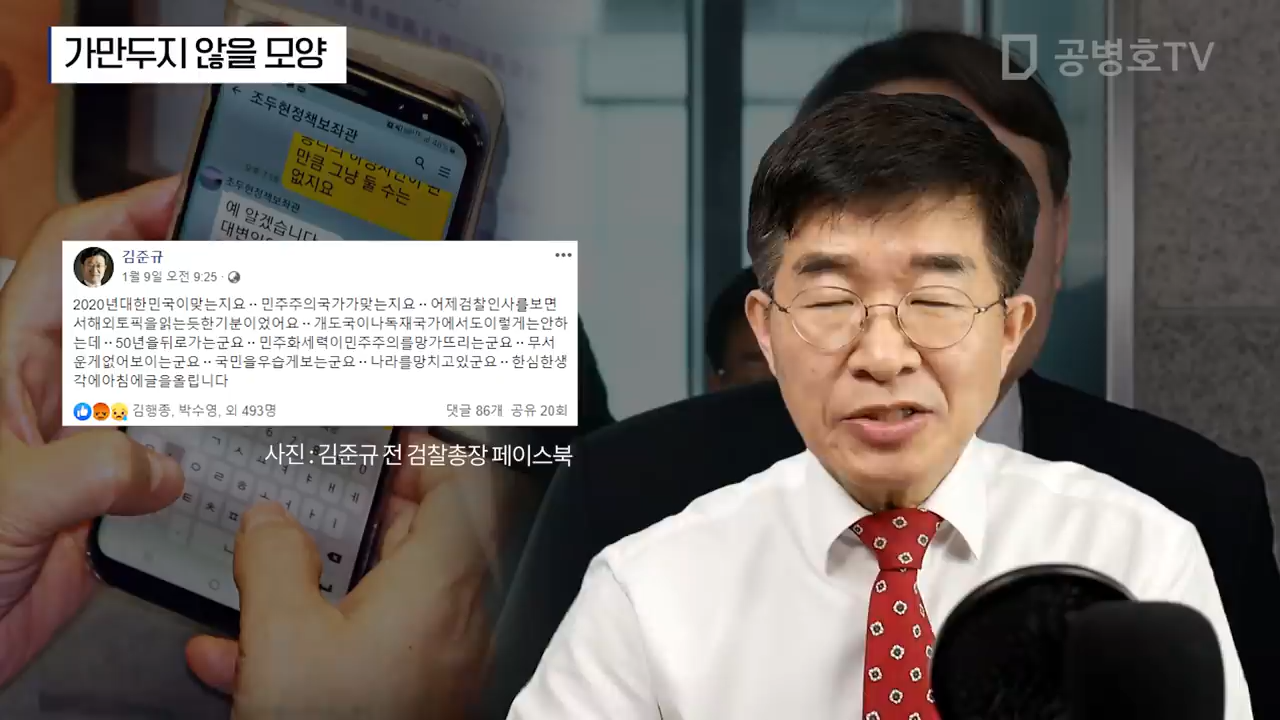 가만두지 않을 모양
공병호TV
조두현정책보좌관
만큼 그냥 둘 수는
없지요
조두현정책보좌관
예 알겠습니다
김준규
1월 9일 오전 9:25
2020년대한민국이맞는지요‥ 민주주의국가가맞는지요‥ 어제검찰인사를보면
서해외토픽을읽는듯한기분이었어요‥ 개도국이나독재국가에서도이렇게는안하
는데‥ 50년을뒤로가는군요‥ 민주화세력이민주주의를망가뜨리는군요‥ 무서
운게없어보이는군요‥ 국민을우습게보는군요‥ 나라를망치고있군요‥ 한심한생
각에아침에글을올립니다
김행종, 박수영, 외 493명
댓글 86개 공유 20회
사진 : 김준규 전 검찰총장 페이스북